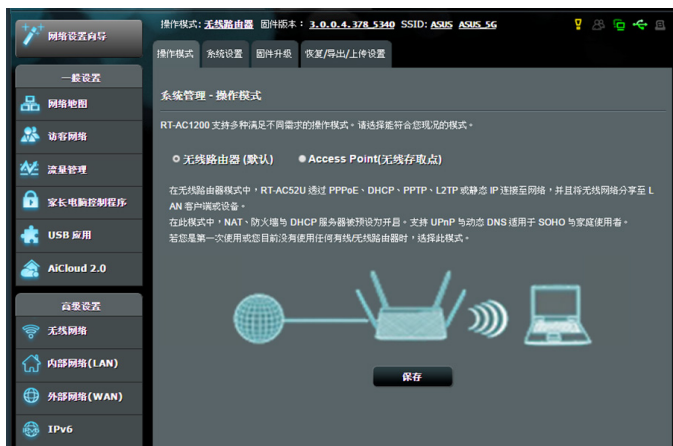 网络设置向导
操作模式: 无线路由器 固件版本: 3.0.0.4.378_5340 SSID: ASUS ASUS_5G
操作模式 系统设置 固件升级 恢复/导出/上传设置
一般设置
网络地图
访客网络
流量管理
家长电脑控制程序
USB 应用
AiCloud 2.0
高级设置
无线网络
内部网络(LAN)
外部网络(WAN)
IPv6
系统管理 - 操作模式
RT-AC1200 支持多种满足不同需求的操作模式。请选择能符合您现况的模式。
无线路由器 (默认) Access Point(无线存取点)
在无线路由器模式中，RT-AC52U 透过 PPPoE、DHCP、PPTP、L2TP 或静态 IP 连接至网络，并且将无线网络分享至 L
AN 客户端或设备。
在此模式中，NAT、防火墙与 DHCP 服务器被预设为开启。支持 UPnP 与动态 DNS 适用于 SOHO 与家庭使用者。
若您是第一次使用或您目前没有使用任何有线/无线路由器时，选择此模式。
保存